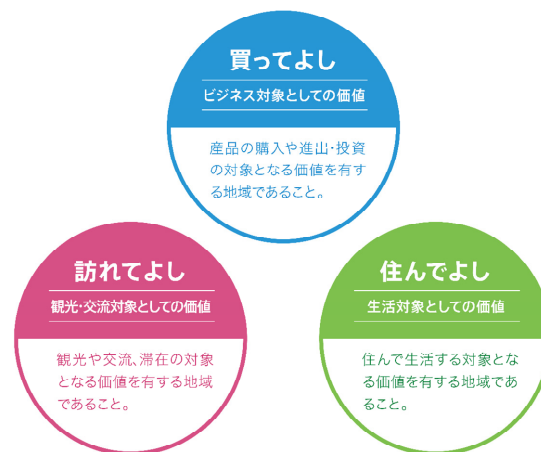 買ってよし
ビジネス対象としての価値
産品の購入や進出・投資
の対象となる価値を有す
る地域であること。
訪れてよし
観光・交流対象としての価値
観光や交流、滞在の対象
となる価値を有する地域
であること。
住んでよし
生活対象としての価値
住んで生活する対象とな
る価値を有する地域であ
ること。